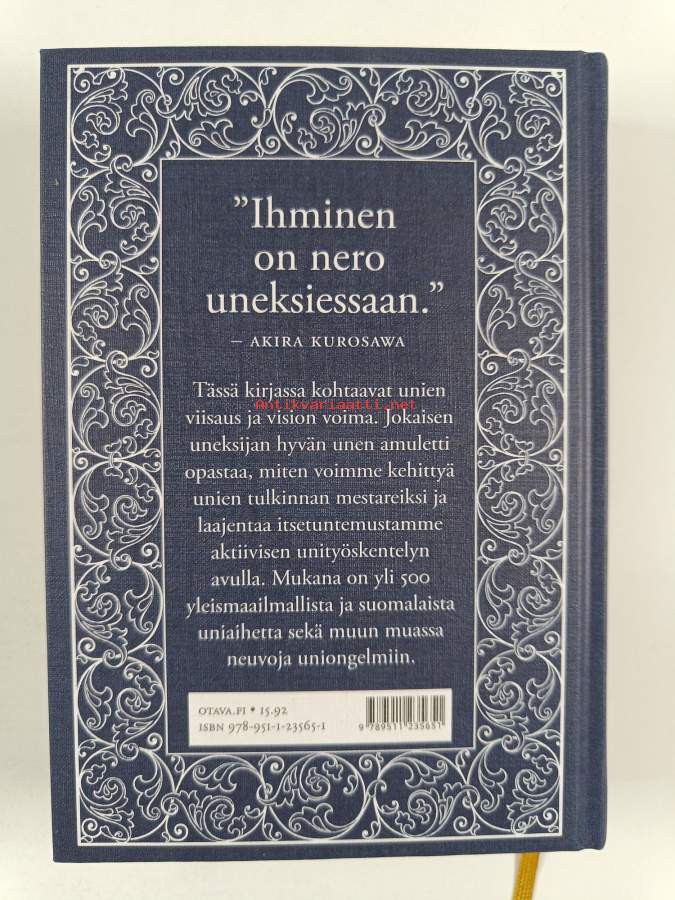 ”Ihminen
on nero
uneksiessaan.”
– AKIRA KUROSAWA
Tässä kirjassa kohtaavat unien
Antikvariaatti.net
viisaus ja vision voima. Jokaisen
uneksijan hyvän unen amuletti
opastaa, miten voimme kehittyä
unien tulkinnan mestareiksi ja
laajentaa itsetuntemustamme
aktiivisen unityöskentelyn
avulla. Mukana on yli 500
yleismaailmallista ja suomalaista
uniaihetta sekä muun muassa
neuvoja uniongelmiin.
OTAVA.FI • 15.92
ISBN 978-951-1-23565-1
9 789511 235651